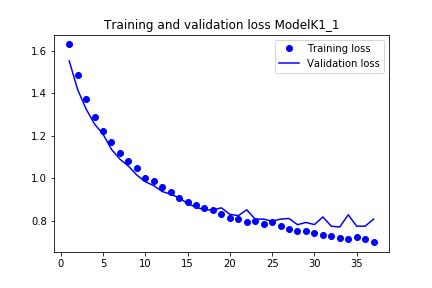 Training and validation loss ModelK1_1
Training loss
Validation loss
1.6
1.4
1.2
1.0
0.8
0 5 10 15 20 25 30 35